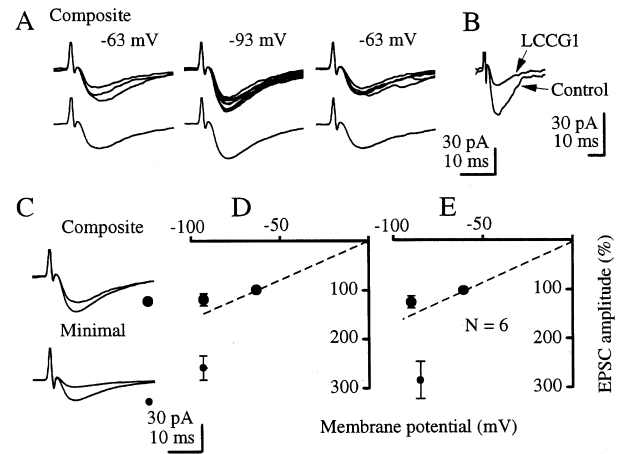 A
Composite
-63 mV
-93 mV
-63 mV
B
LCCG1
Control
30 pA
10 ms
30 pA
10 ms
C
Composite
Minimal
30 pA
10 ms
D
-100
-50
100
200
300
E
-100
-50
N = 6
100
200
300
EPSC amplitude (%)
Membrane potential (mV)